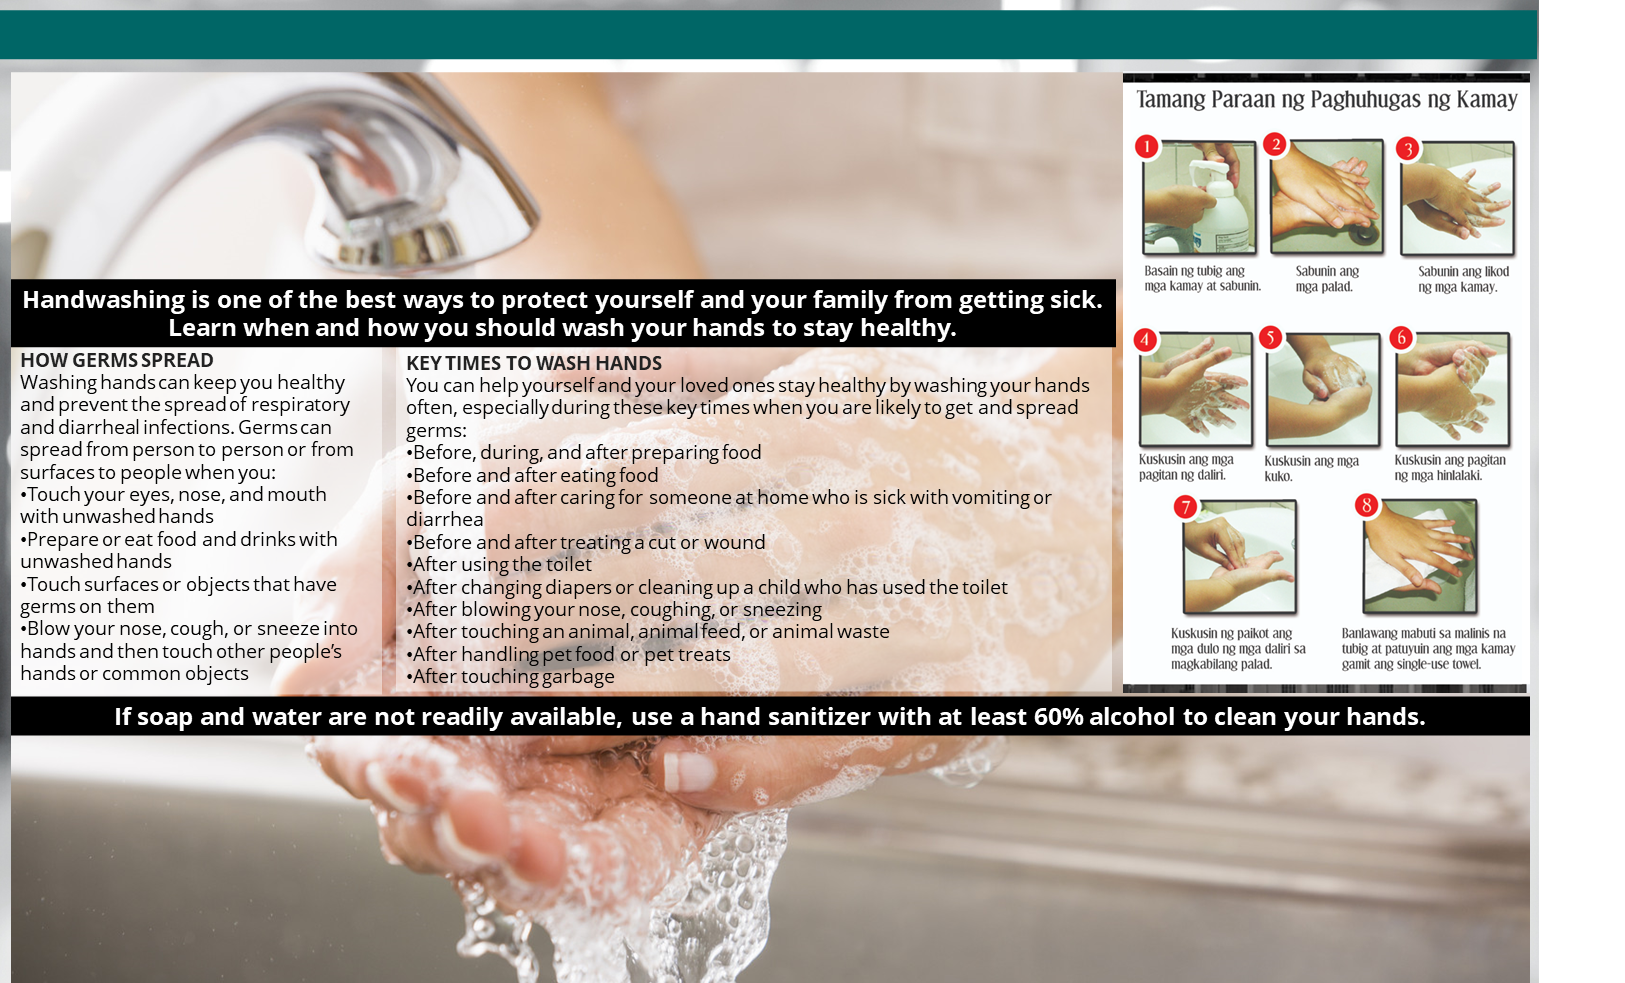 Handwashing is one of the best ways to protect yourself and your family from getting sick.
Learn when and how you should wash your hands to stay healthy.
HOW GERMS SPREAD
Washing hands can keep you healthy
and prevent the spread of respiratory
and diarrheal infections. Germs can
spread from person to person or from
surfaces to people when you:
•Touch your eyes, nose, and mouth
with unwashed hands
•Prepare or eat food and drinks with
unwashed hands
•Touch surfaces or objects that have
germs on them
•Blow your nose, cough, or sneeze into
hands and then touch other people’s
hands or common objects
KEY TIMES TO WASH HANDS
You can help yourself and your loved ones stay healthy by washing your hands
often, especially during these key times when you are likely to get and spread
germs:
•Before, during, and after preparing food
•Before and after eating food
•Before and after caring for someone at home who is sick with vomiting or
diarrhea
•Before and after treating a cut or wound
•After using the toilet
•After changing diapers or cleaning up a child who has used the toilet
•After blowing your nose, coughing, or sneezing
•After touching an animal, animal feed, or animal waste
•After handling pet food or pet treats
•After touching garbage
Tamang Paraan ng Paghuhugas ng Kamay
1
Basain ng tubig ang
mga kamay at sabunin.
2
Sabunin ang
mga palad.
3
Sabunin ang likod
ng mga kamay.
4
Kuskusin ang mga
pagitan ng daliri.
5
Kuskusin ang mga
kuko.
6
Kuskusin ang pagitan
ng mga hinlalaki.
7
Kuskusin ng paikot ang
mga dulo ng mga daliri sa
magkabilang palad.
8
Banlawang mabuti sa malinis na
tubig at patuyuin ang mga kamay
gamit ang single-use towel.
If soap and water are not readily available, use a hand sanitizer with at least 60% alcohol to clean your hands.